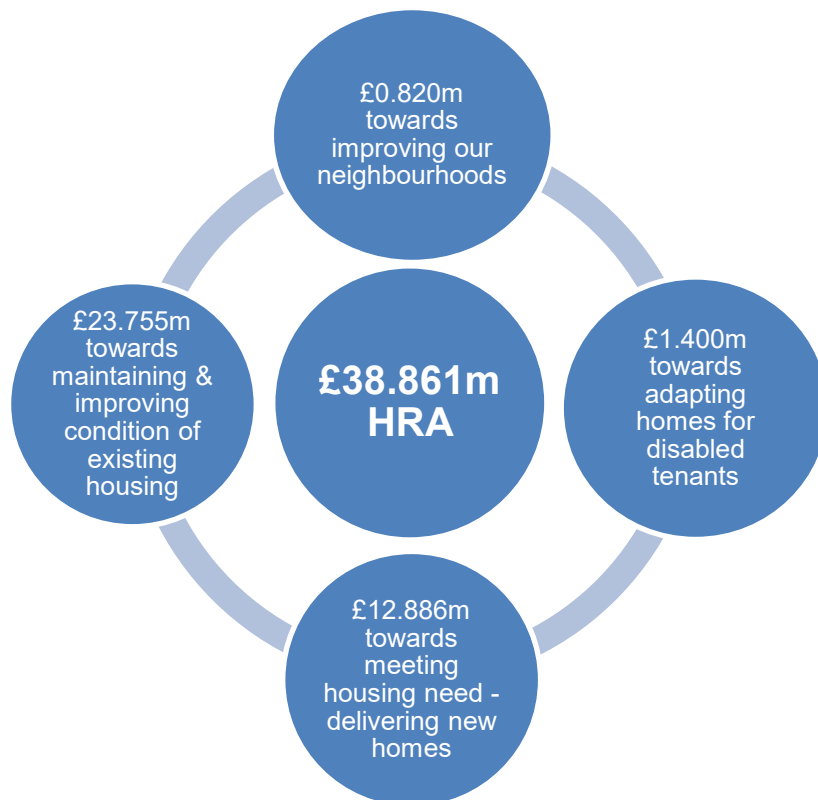 £0.820m
towards
improving our
neighbourhoods
£23.755m
towards
maintaining &
improving
condition of
existing
housing
£38.861m
HRA
£1.400m
towards
adapting
homes for
disabled
tenants
£12.886m
towards
meeting
housing need -
delivering new
homes